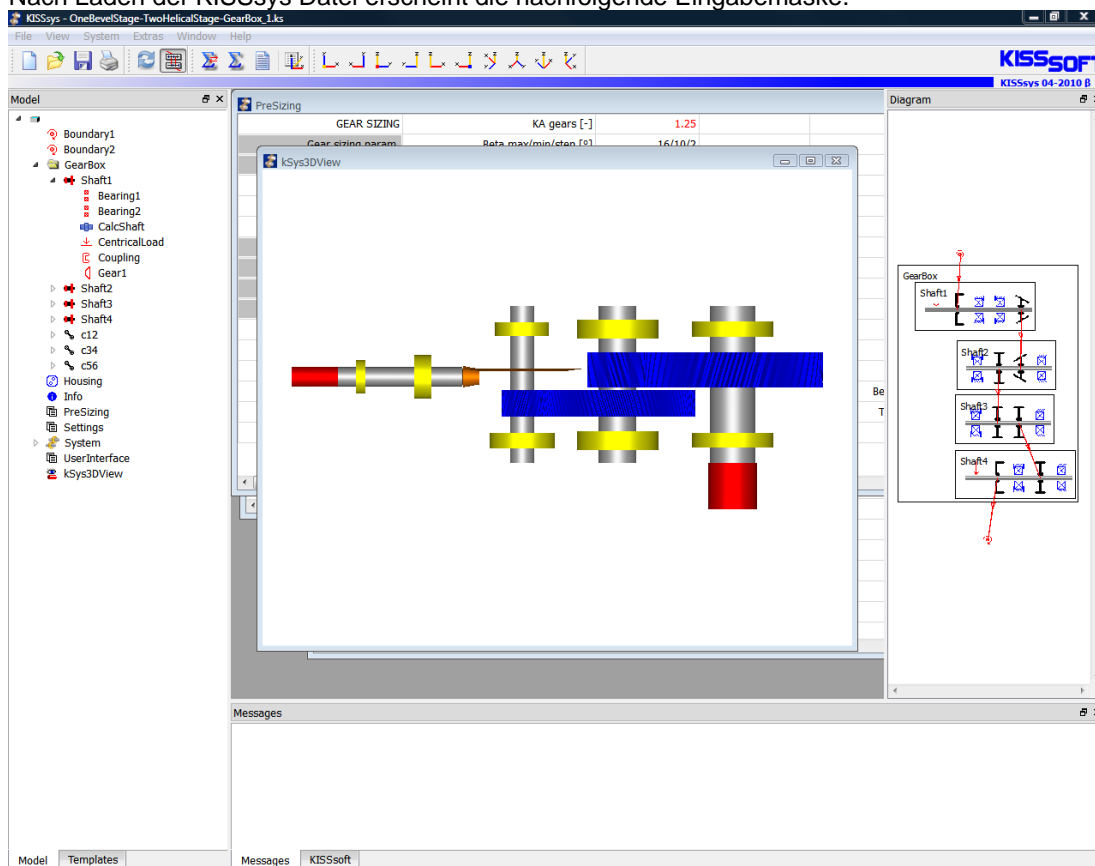 Nach Laden der KISSsys Datei erscheint die nachfolgende Eingabemaske:
KISSsys - OneBevelStage-TwoHelicalStage-GearBox_1.ks
File View System Extras Window Help
KISSsOFT
KISSsys 04-2010 β
Model
Boundary1
Boundary2
GearBox
Shaft1
Bearing1
Bearing2
CalcShaft
CentricalLoad
Coupling
Gear1
Shaft2
Shaft3
Shaft4
c12
c34
c56
Housing
Info
PreSizing
Settings
System
UserInterface
kSys3DView
Model Templates
PreSizing
GEAR SIZING KA gears [-] 1.25
Gear sizing param. Beta max/min/step [°] 16/10/2
kSys3DView
Be
T
Diagram
GearBox
Shaft1
Shaft2
Shaft3
Shaft4
Messages
Messages KISSsoft